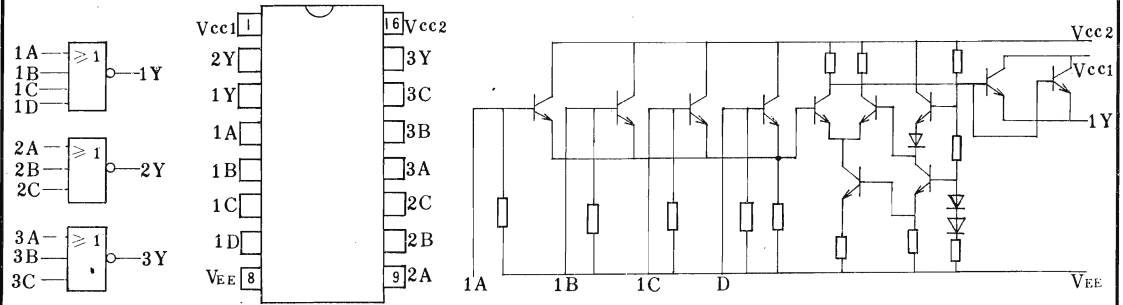 1A ≥1
1B 1Y
1C
1D
2A ≥1
2B 2Y
2C
3A ≥1
3B 3Y
3C
Vcc1 1 16 Vcc2
2Y 3Y
1Y 3C
1A 3B
1B 3A
1C 2C
1D 2B
VEE 8 9 2A
Vcc2
Vcc1
1Y
1A 1B 1C D VEE